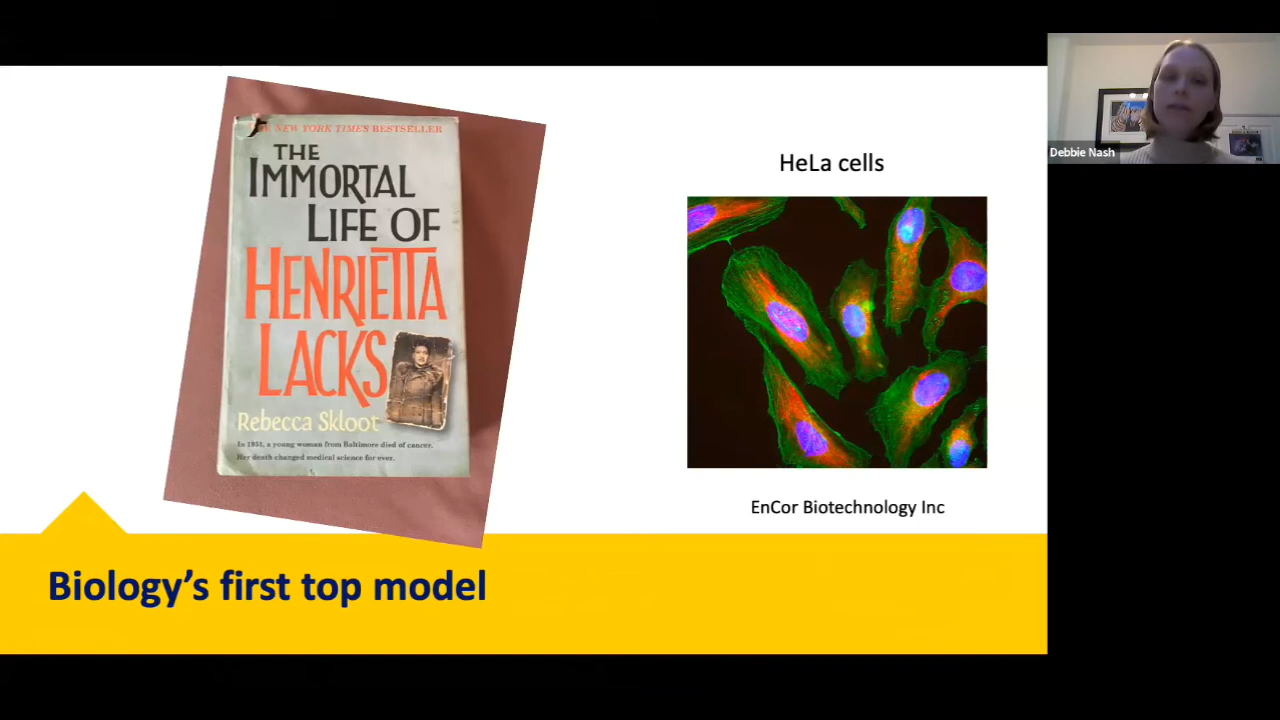 THE NEW YORK TIMES BESTSELLER
THE
IMMORTAL
LIFE OF
HENRIETTA
LACKS
Rebecca Skloot
In 1951, a young woman from Baltimore died of cancer.
Her death changed medical science for ever.
HeLa cells
EnCor Biotechnology Inc
Biology's first top model
Debbie Nash